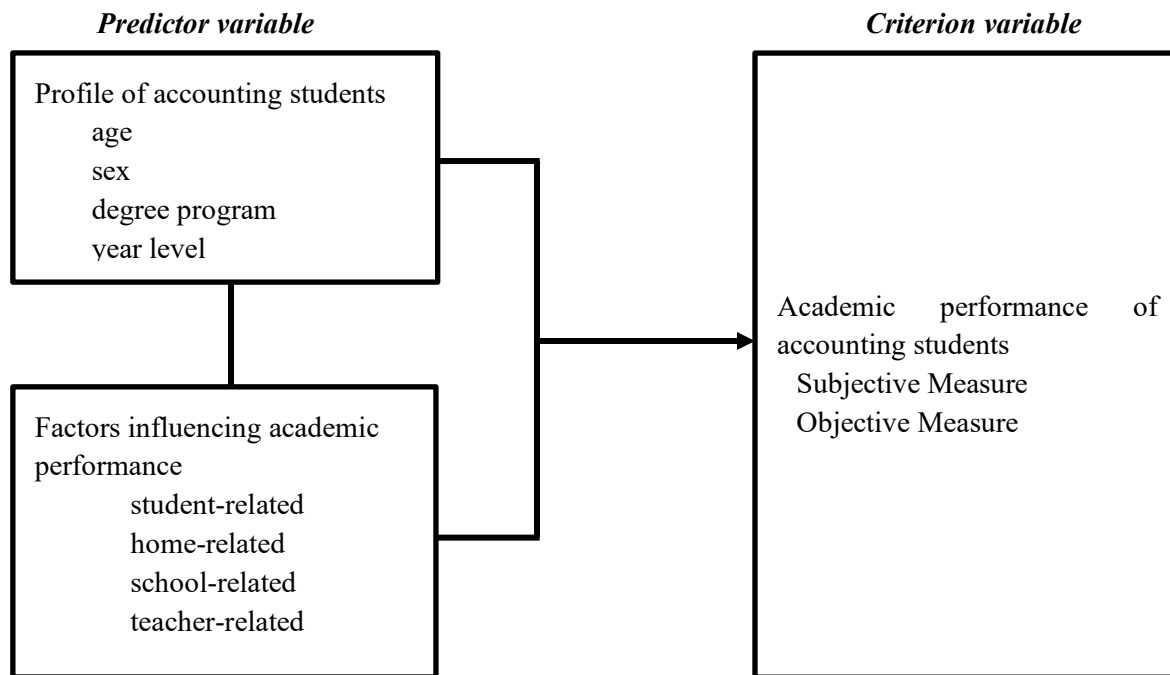 Predictor variable
Profile of accounting students
age
sex
degree program
year level
Factors influencing academic
performance
student-related
home-related
school-related
teacher-related
Criterion variable
Academic performance of
accounting students
Subjective Measure
Objective Measure